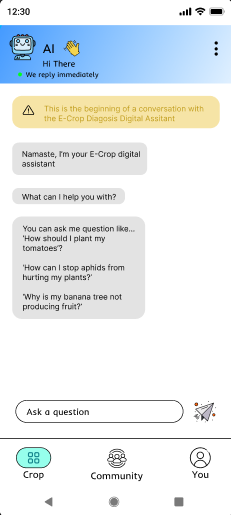 12:30
AI
Hi There
We reply immediately
This is the beginning of a conversation with
the E-Crop Diagosis Digital Assitant
Namaste, I'm your E-Crop digital
assistant
What can I help you with?
You can ask me question like...
'How should I plant my
tomatoes'?
'How can I stop aphids from
hurting my plants?'
'Why is my banana tree not
producing fruit?'
Ask a question
Crop
Community
You